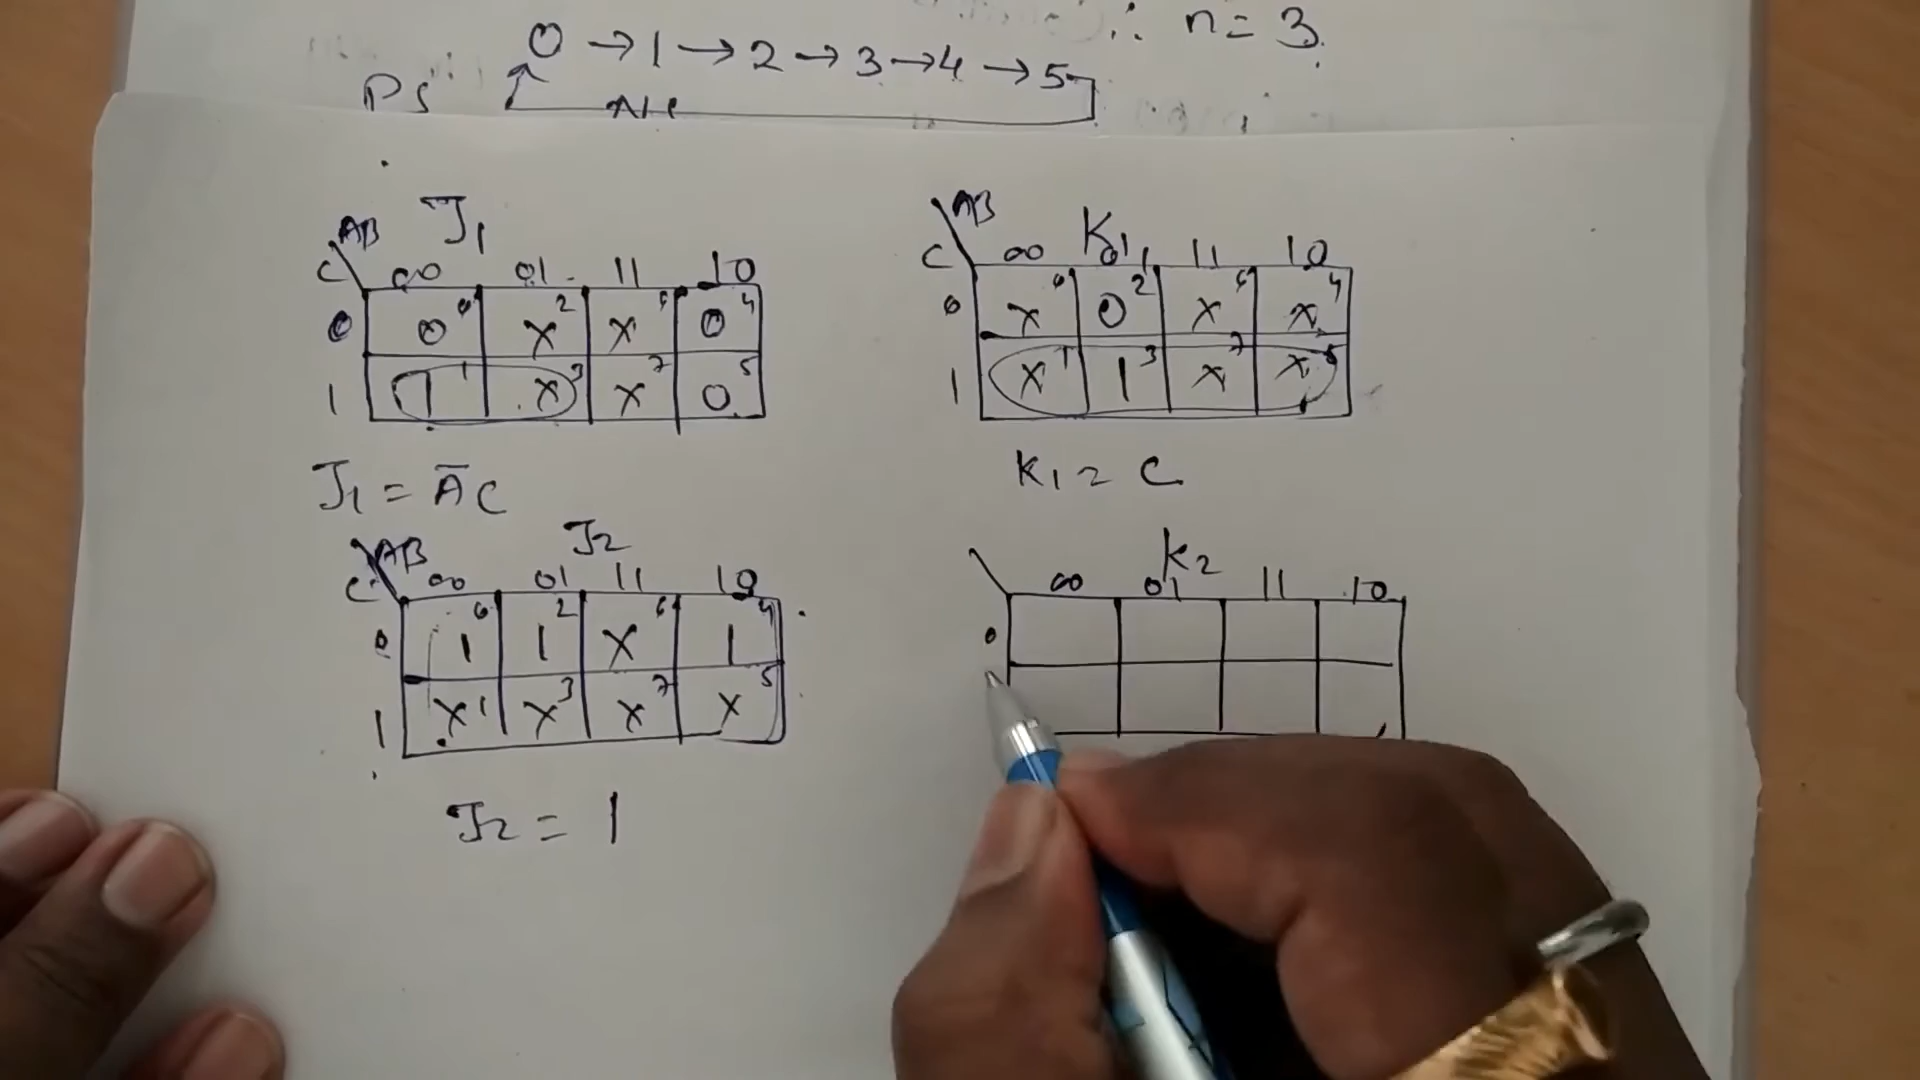 ∴ n = 3
0 → 1 → 2 → 3 → 4 → 5
PS
AB J1
C 00 01 11 10
0 0 0 X 2 X 6 0 4
1 1 1 X 3 X 7 0 5
J1 = A̅C
AB K1
C 00 01 11 10
0 X 0 0 2 X 6 X 4
1 X 1 1 3 X 7 X 5
K1 = C
AB J2
C 00 01 11 10
0 1 0 1 2 X 6 1 4
1 X 1 X 3 X 7 X 5
J2 = 1
K2
00 01 11 10
0